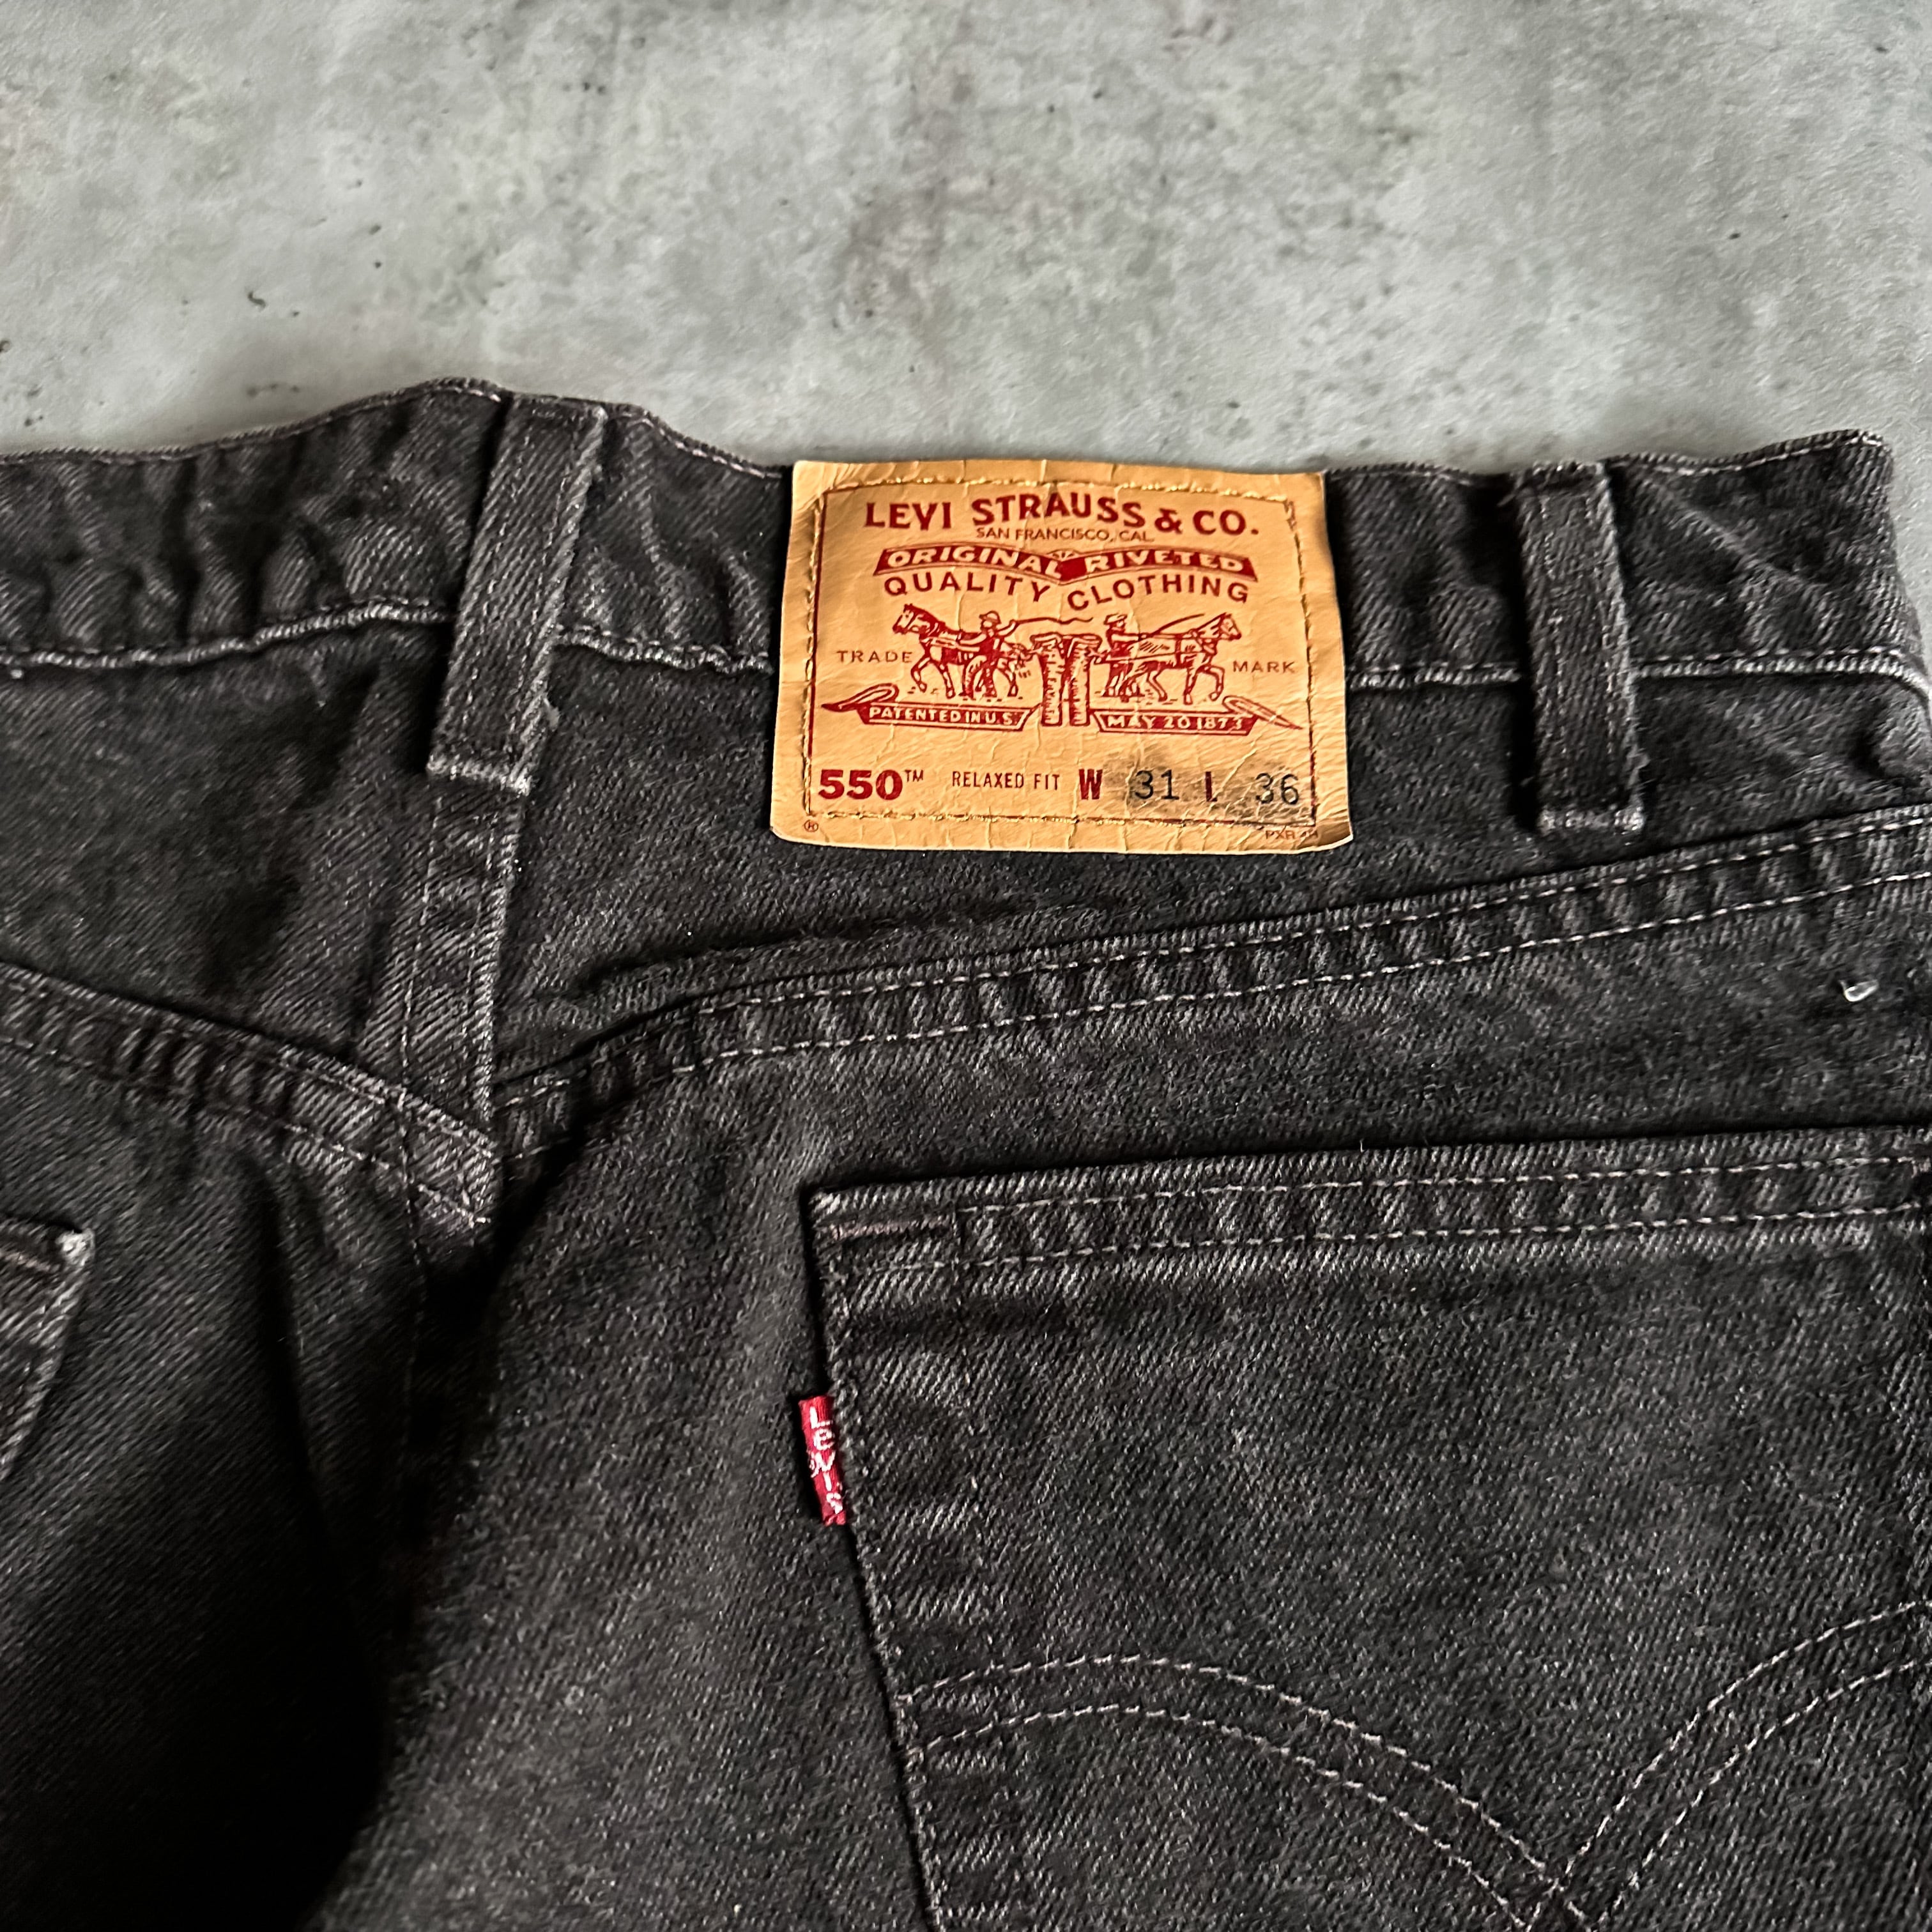 LEVI STRAUSS & CO.
SAN FRANCISCO, CAL.
ORIGINAL RIVETED
QUALITY CLOTHING
TRADE MARK
PATENTED IN U.S. MAY 20 1873
550™ RELAXED FIT W 31 L 36
®
Levi's